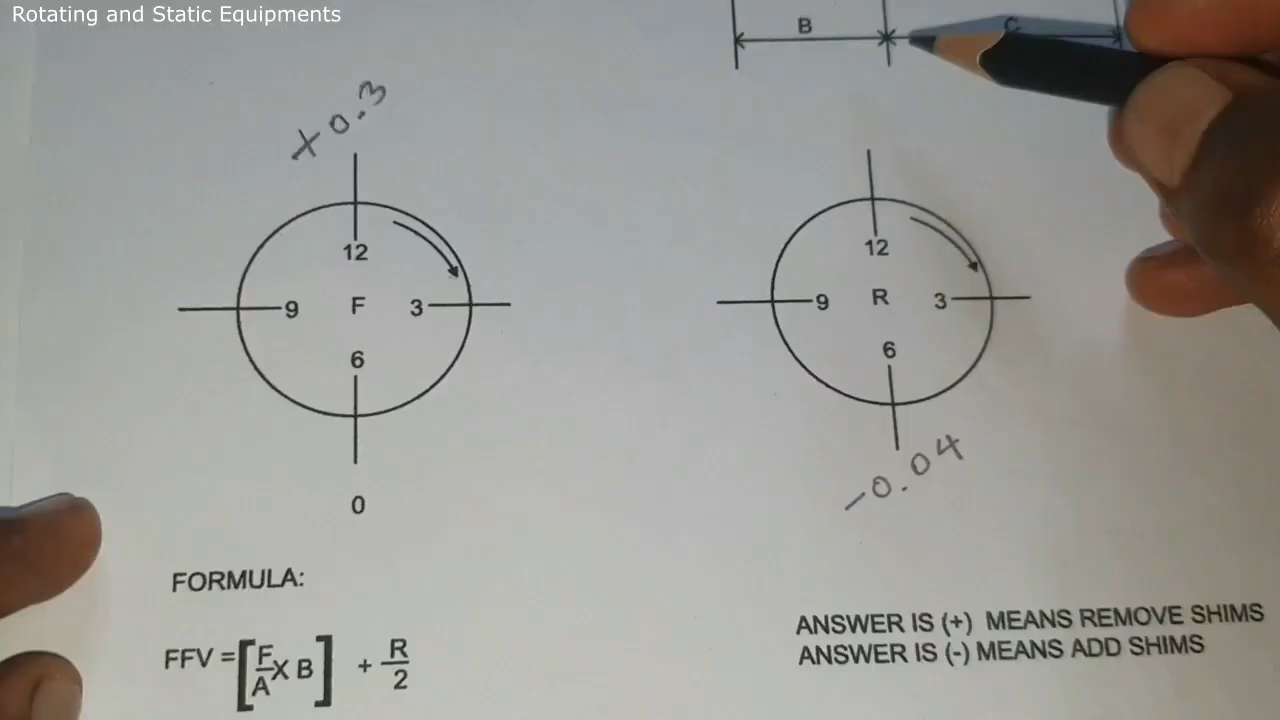 Rotating and Static Equipments
B
C
+0.3
12
9 F 3
6
0
12
9 R 3
6
-0.04
FORMULA:
FFV = [F/A X B] + R/2
ANSWER IS (+) MEANS REMOVE SHIMS
ANSWER IS (-) MEANS ADD SHIMS